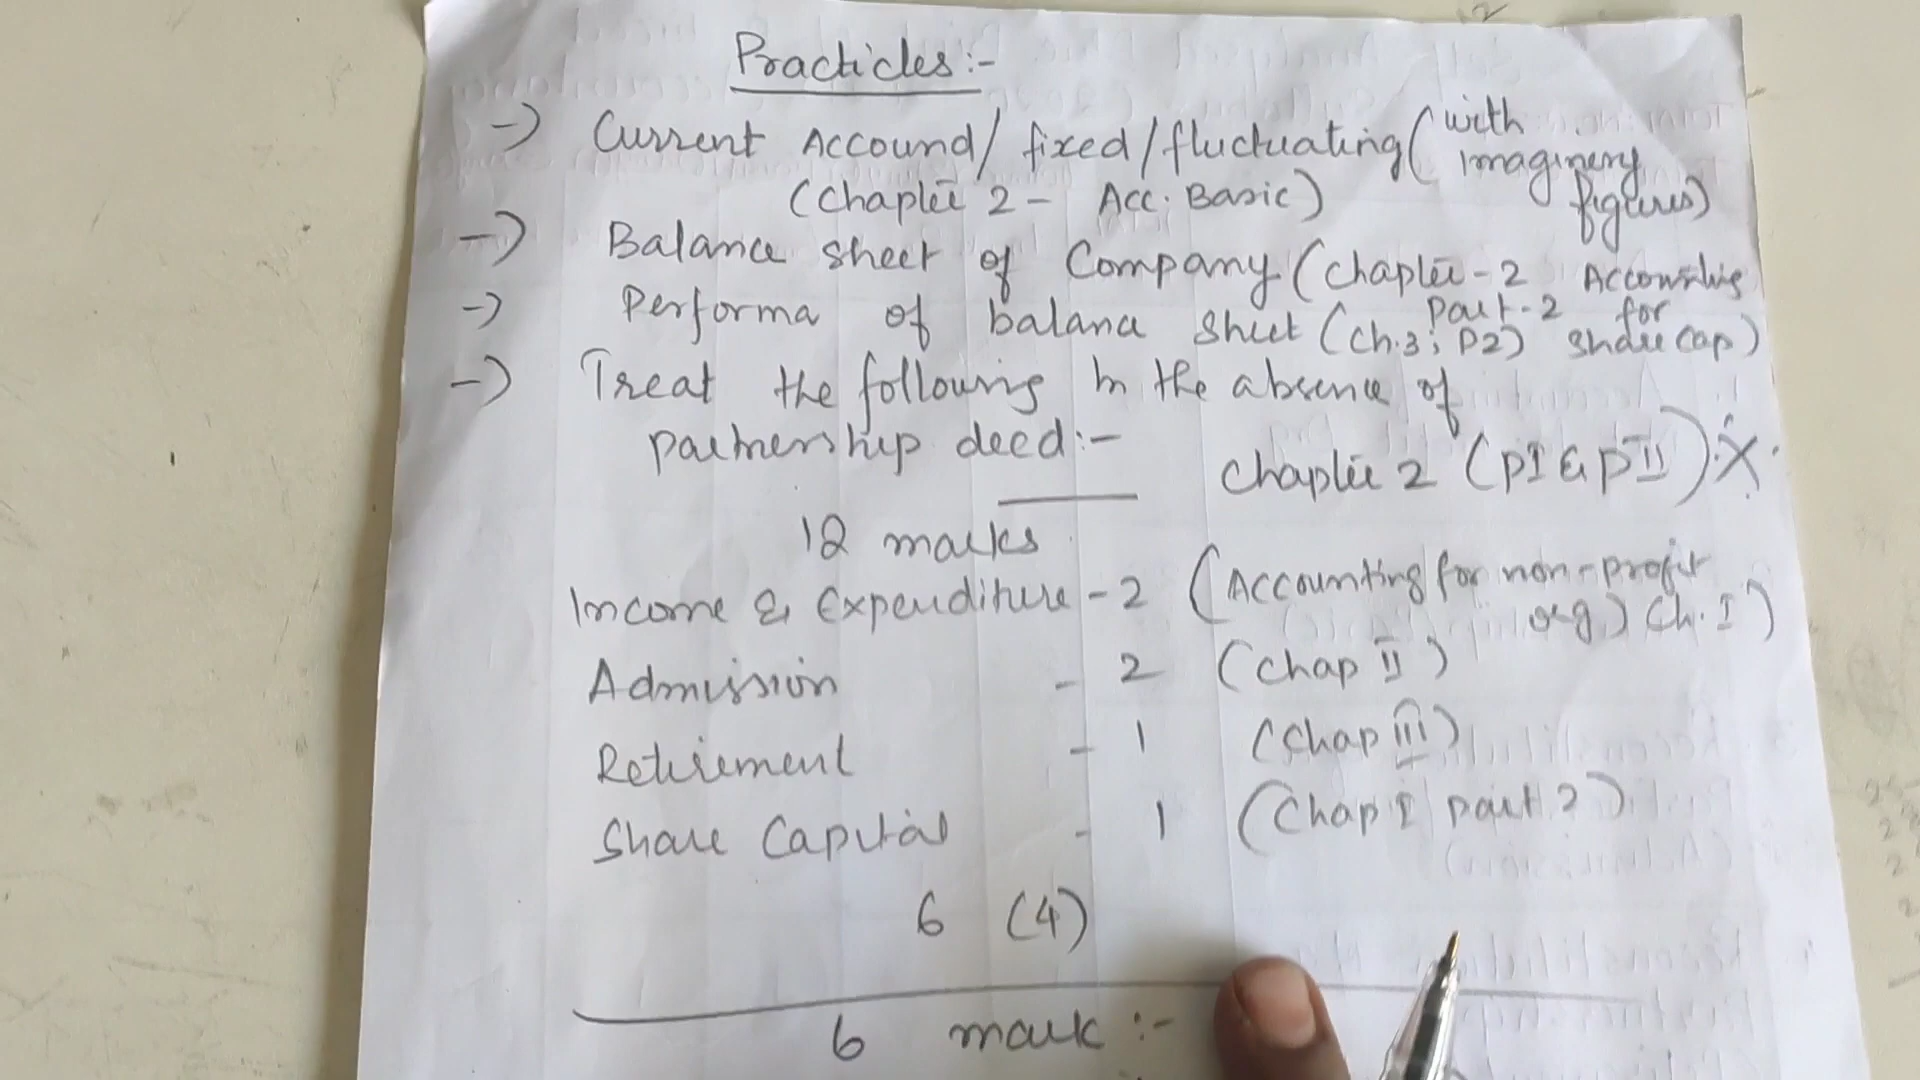 Practicles:-
-> Current Accound/ fixed/fluctuating (with imaginery figures)
(Chapter 2 - Acc. Basic)
-> Balance sheet of Company (Chapter-2 Accounting
Part-2 for
-> Performa of balance sheet (Ch.3; P2) share cap)
-> Treat the following in the absence of
partnership deed:-
Chapter 2 (PI & PII) X
12 marks
Income & Expenditure - 2 (Accounting for non-profit
org) Ch. I)
Admission - 2 (Chap II)
Retirement - 1 (Chap III)
Share Capital - 1 (Chap I part 2)
6 (4)
6 mark :-